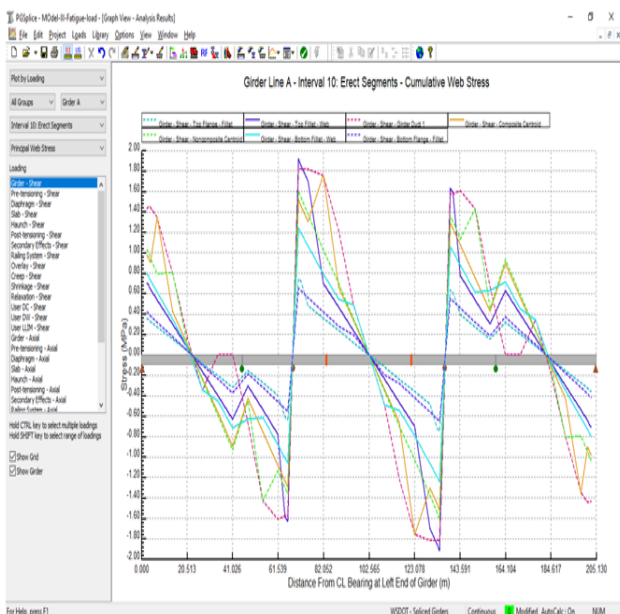 PGSplice - MOdel-III-Fatigue-load - [Graph View - Analysis Results]
File Edit Project Loads Library Options View Window Help
Plot by Loading
All Groups Girder A
Interval 10: Erect Segments
Principal Web Stress
Loading
Girder - Shear
Pre-tensioning - Shear
Diaphragm - Shear
Slab - Shear
Haunch - Shear
Post-tensioning - Shear
Secondary Effects - Shear
Railing System - Shear
Overlay - Shear
Creep - Shear
Shrinkage - Shear
Relaxation - Shear
User DC - Shear
User DW - Shear
User LLIM - Shear
Girder - Axial
Pre-tensioning - Axial
Diaphragm - Axial
Slab - Axial
Haunch - Axial
Post-tensioning - Axial
Secondary Effects - Axial
Railing System - Axial
Hold CTRL key to select multiple loadings
Hold SHIFT key to select range of loadings
Show Grid
Show Girder
Girder Line A - Interval 10: Erect Segments - Cumulative Web Stress
Girder - Shear - Top Flange - Fillet
Girder - Shear - Top Fillet - Web
Girder - Shear - Girder Duct 1
Girder - Shear - Composite Centroid
Girder - Shear - Noncomposite Centroid
Girder - Shear - Bottom Fillet - Web
Girder - Shear - Bottom Flange - Fillet
2.00
1.80
1.60
1.40
1.20
1.00
0.80
0.60
0.40
0.20
0.00
-0.20
-0.40
-0.60
-0.80
-1.00
-1.20
-1.40
-1.60
-1.80
-2.00
Stress (MPa)
0.000 20.513 41.026 61.539 82.052 102.565 123.078 143.591 164.104 184.617 205.130
Distance From CL Bearing at Left End of Girder (m)
For Help, press F1
WSDOT - Spliced Girders Continuous Modified AutoCalc: On NUM